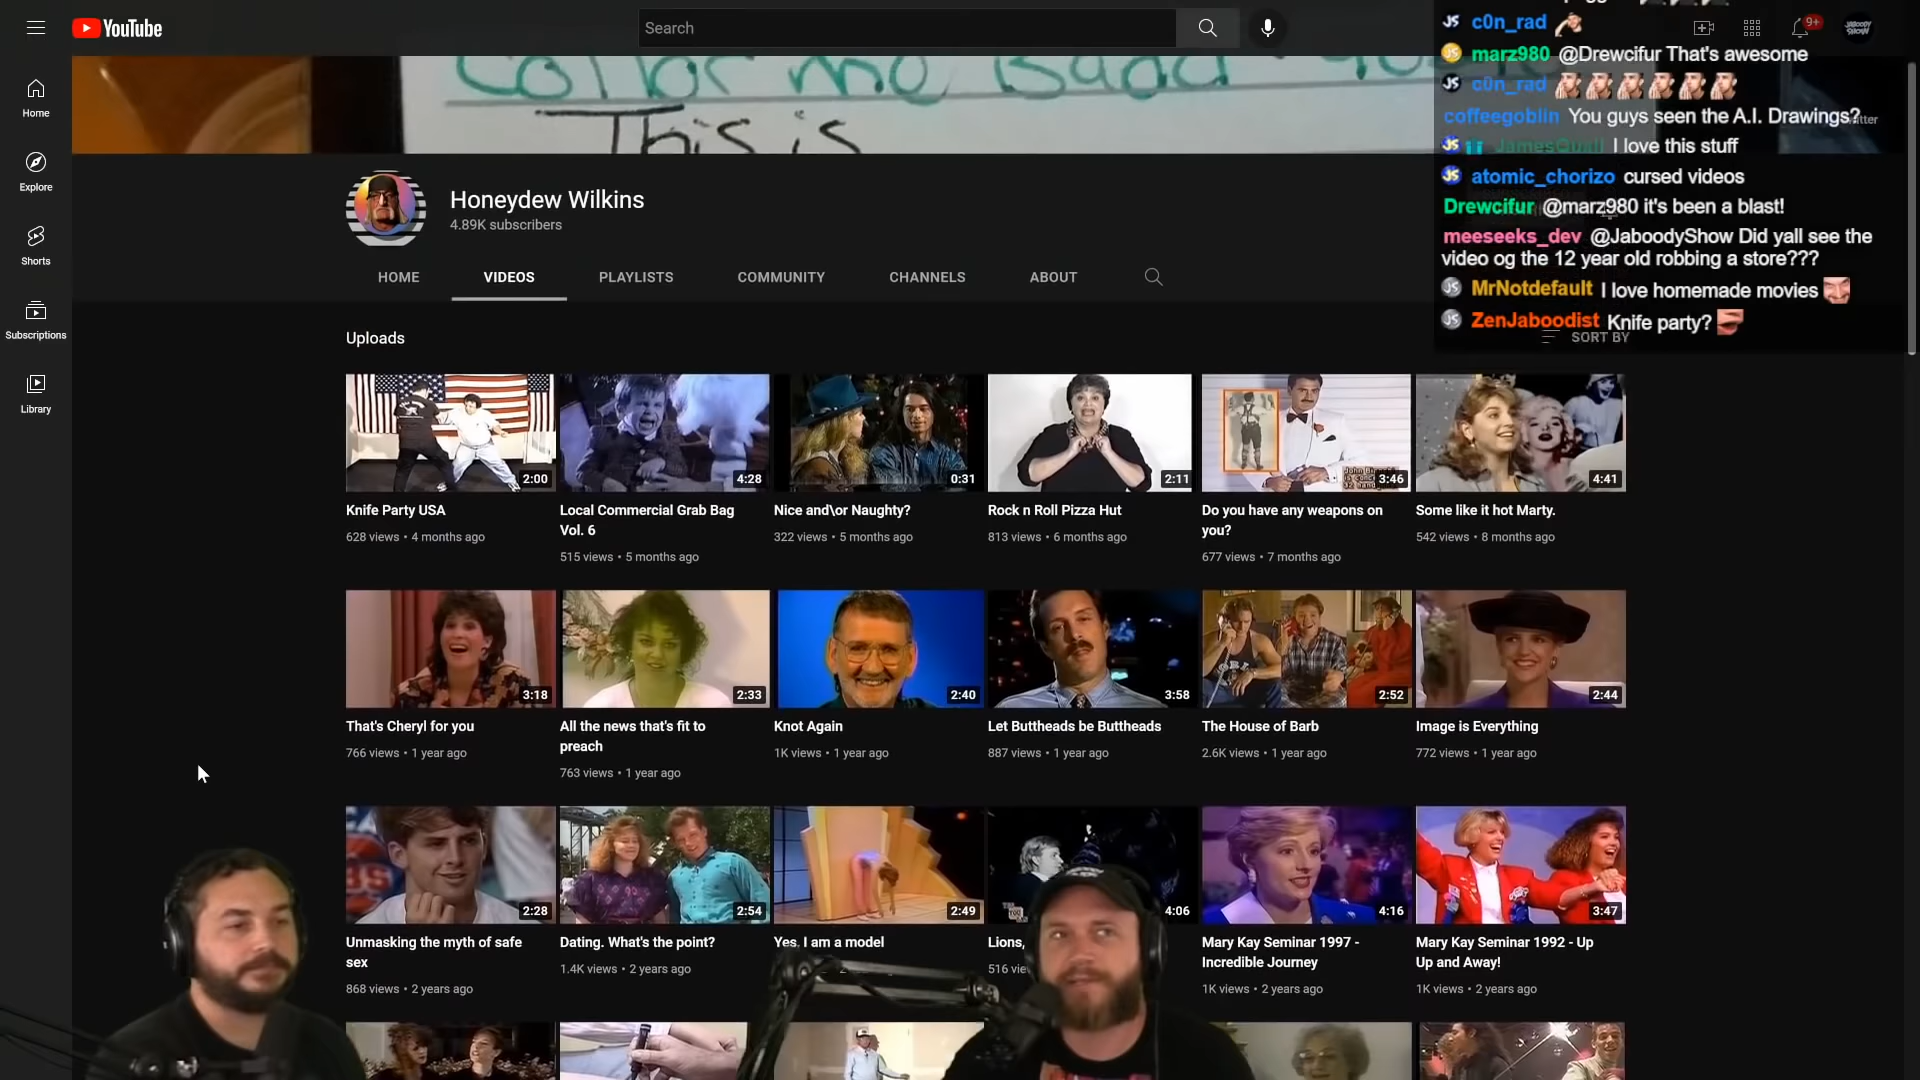 YouTube
Search
9+
JABOODY
SHOW
Home
Explore
Shorts
Subscriptions
Library
Color me Badd
This is
Honeydew Wilkins
4.89K subscribers
HOME
VIDEOS
PLAYLISTS
COMMUNITY
CHANNELS
ABOUT
c0n_rad
marz980 @Drewcifur That's awesome
c0n_rad
coffeegoblin You guys seen the A.I. Drawings?
I love this stuff
atomic_chorizo cursed videos
Drewcifur @marz980 it's been a blast!
meeseeks_dev @JaboodyShow Did yall see the
video og the 12 year old robbing a store???
MrNotdefault I love homemade movies
ZenJaboodist Knife party?
Uploads
SORT BY
2:00
4:28
0:31
2:11
3:46
4:41
Knife Party USA
628 views • 4 months ago
Local Commercial Grab Bag
Vol. 6
515 views • 5 months ago
Nice and\or Naughty?
322 views • 5 months ago
Rock n Roll Pizza Hut
813 views • 6 months ago
Do you have any weapons on
you?
677 views • 7 months ago
Some like it hot Marty.
542 views • 8 months ago
3:18
2:33
2:40
3:58
2:52
2:44
That's Cheryl for you
766 views • 1 year ago
All the news that's fit to
preach
763 views • 1 year ago
Knot Again
1K views • 1 year ago
Let Buttheads be Buttheads
887 views • 1 year ago
The House of Barb
2.6K views • 1 year ago
Image is Everything
772 views • 1 year ago
2:28
2:54
2:49
4:06
4:16
3:47
Unmasking the myth of safe
sex
868 views • 2 years ago
Dating. What's the point?
1.4K views • 2 years ago
Yes, I am a model
Lions,
516 vie
Mary Kay Seminar 1997 -
Incredible Journey
1K views • 2 years ago
Mary Kay Seminar 1992 - Up
Up and Away!
1K views • 2 years ago